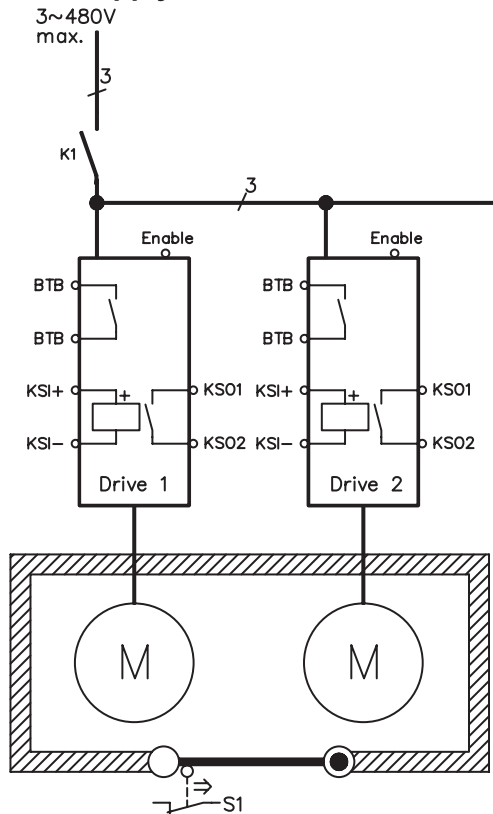 3~480V
max.
3
K1
3
Enable
Enable
BTB
BTB
BTB
BTB
KSI+
+
KSO1
KSI+
+
KSO1
KSI-
KSO2
KSI-
KSO2
Drive 1
Drive 2
M
M
S1